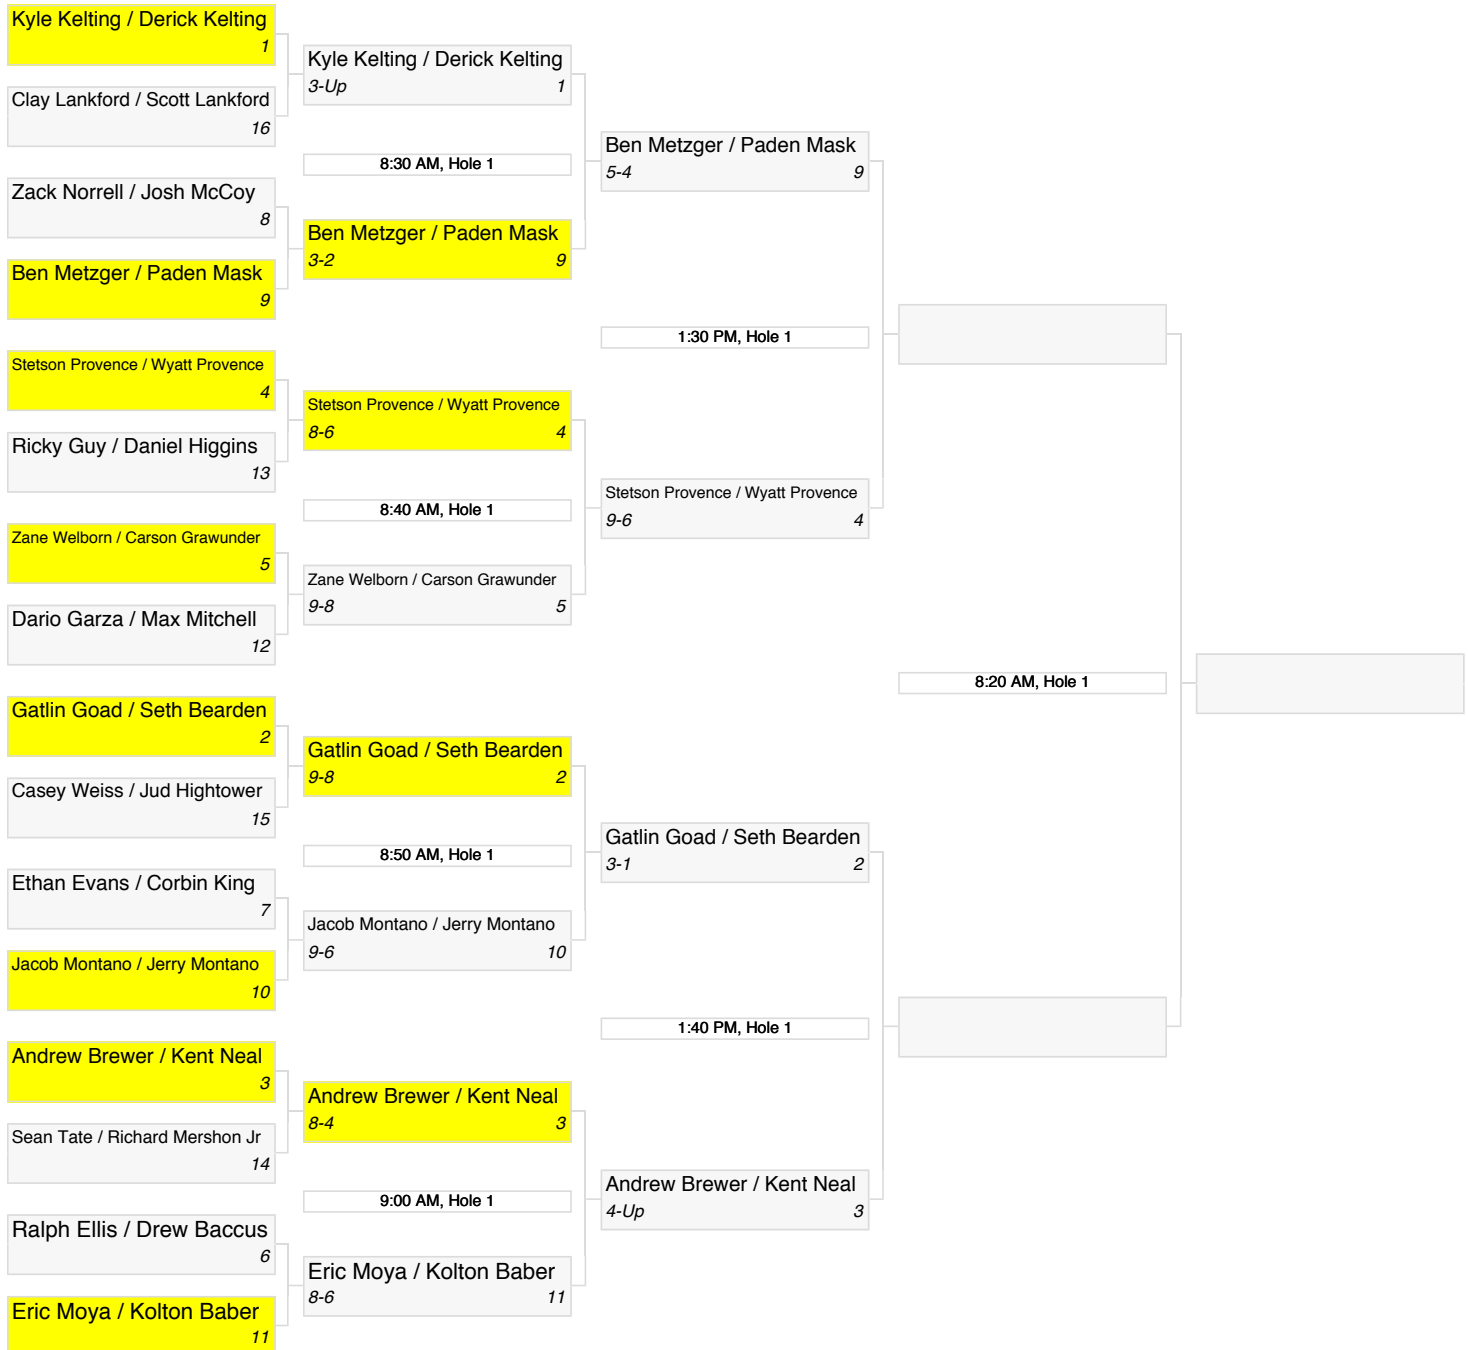 Kyle Kelting / Derick Kelting
1
Clay Lankford / Scott Lankford
16
Zack Norrell / Josh McCoy
8
Ben Metzger / Paden Mask
9
Stetson Provence / Wyatt Provence
4
Ricky Guy / Daniel Higgins
13
Zane Welborn / Carson Grawunder
5
Dario Garza / Max Mitchell
12
Gatlin Goad / Seth Bearden
2
Casey Weiss / Jud Hightower
15
Ethan Evans / Corbin King
7
Jacob Montano / Jerry Montano
10
Andrew Brewer / Kent Neal
3
Sean Tate / Richard Mershon Jr
14
Ralph Ellis / Drew Baccus
6
Eric Moya / Kolton Baber
11
Kyle Kelting / Derick Kelting
3-Up 1
8:30 AM, Hole 1
Ben Metzger / Paden Mask
3-2 9
Stetson Provence / Wyatt Provence
8-6 4
8:40 AM, Hole 1
Zane Welborn / Carson Grawunder
9-8 5
Gatlin Goad / Seth Bearden
9-8 2
8:50 AM, Hole 1
Jacob Montano / Jerry Montano
9-6 10
Andrew Brewer / Kent Neal
8-4 3
9:00 AM, Hole 1
Eric Moya / Kolton Baber
8-6 11
Ben Metzger / Paden Mask
5-4 9
1:30 PM, Hole 1
Stetson Provence / Wyatt Provence
9-6 4
Gatlin Goad / Seth Bearden
3-1 2
1:40 PM, Hole 1
Andrew Brewer / Kent Neal
4-Up 3
8:20 AM, Hole 1